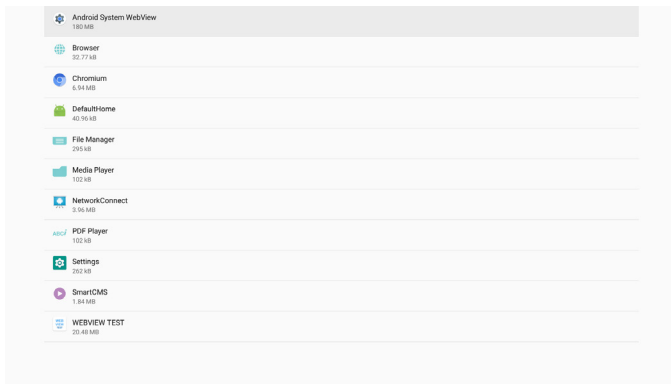 Android System WebView
180 MB
Browser
32.77 kB
Chromium
6.94 MB
DefaultHome
40.96 kB
File Manager
295 kB
Media Player
102 kB
NetworkConnect
3.96 MB
PDF Player
102 kB
Settings
262 kB
SmartCMS
1.84 MB
WEBVIEW TEST
20.48 MB